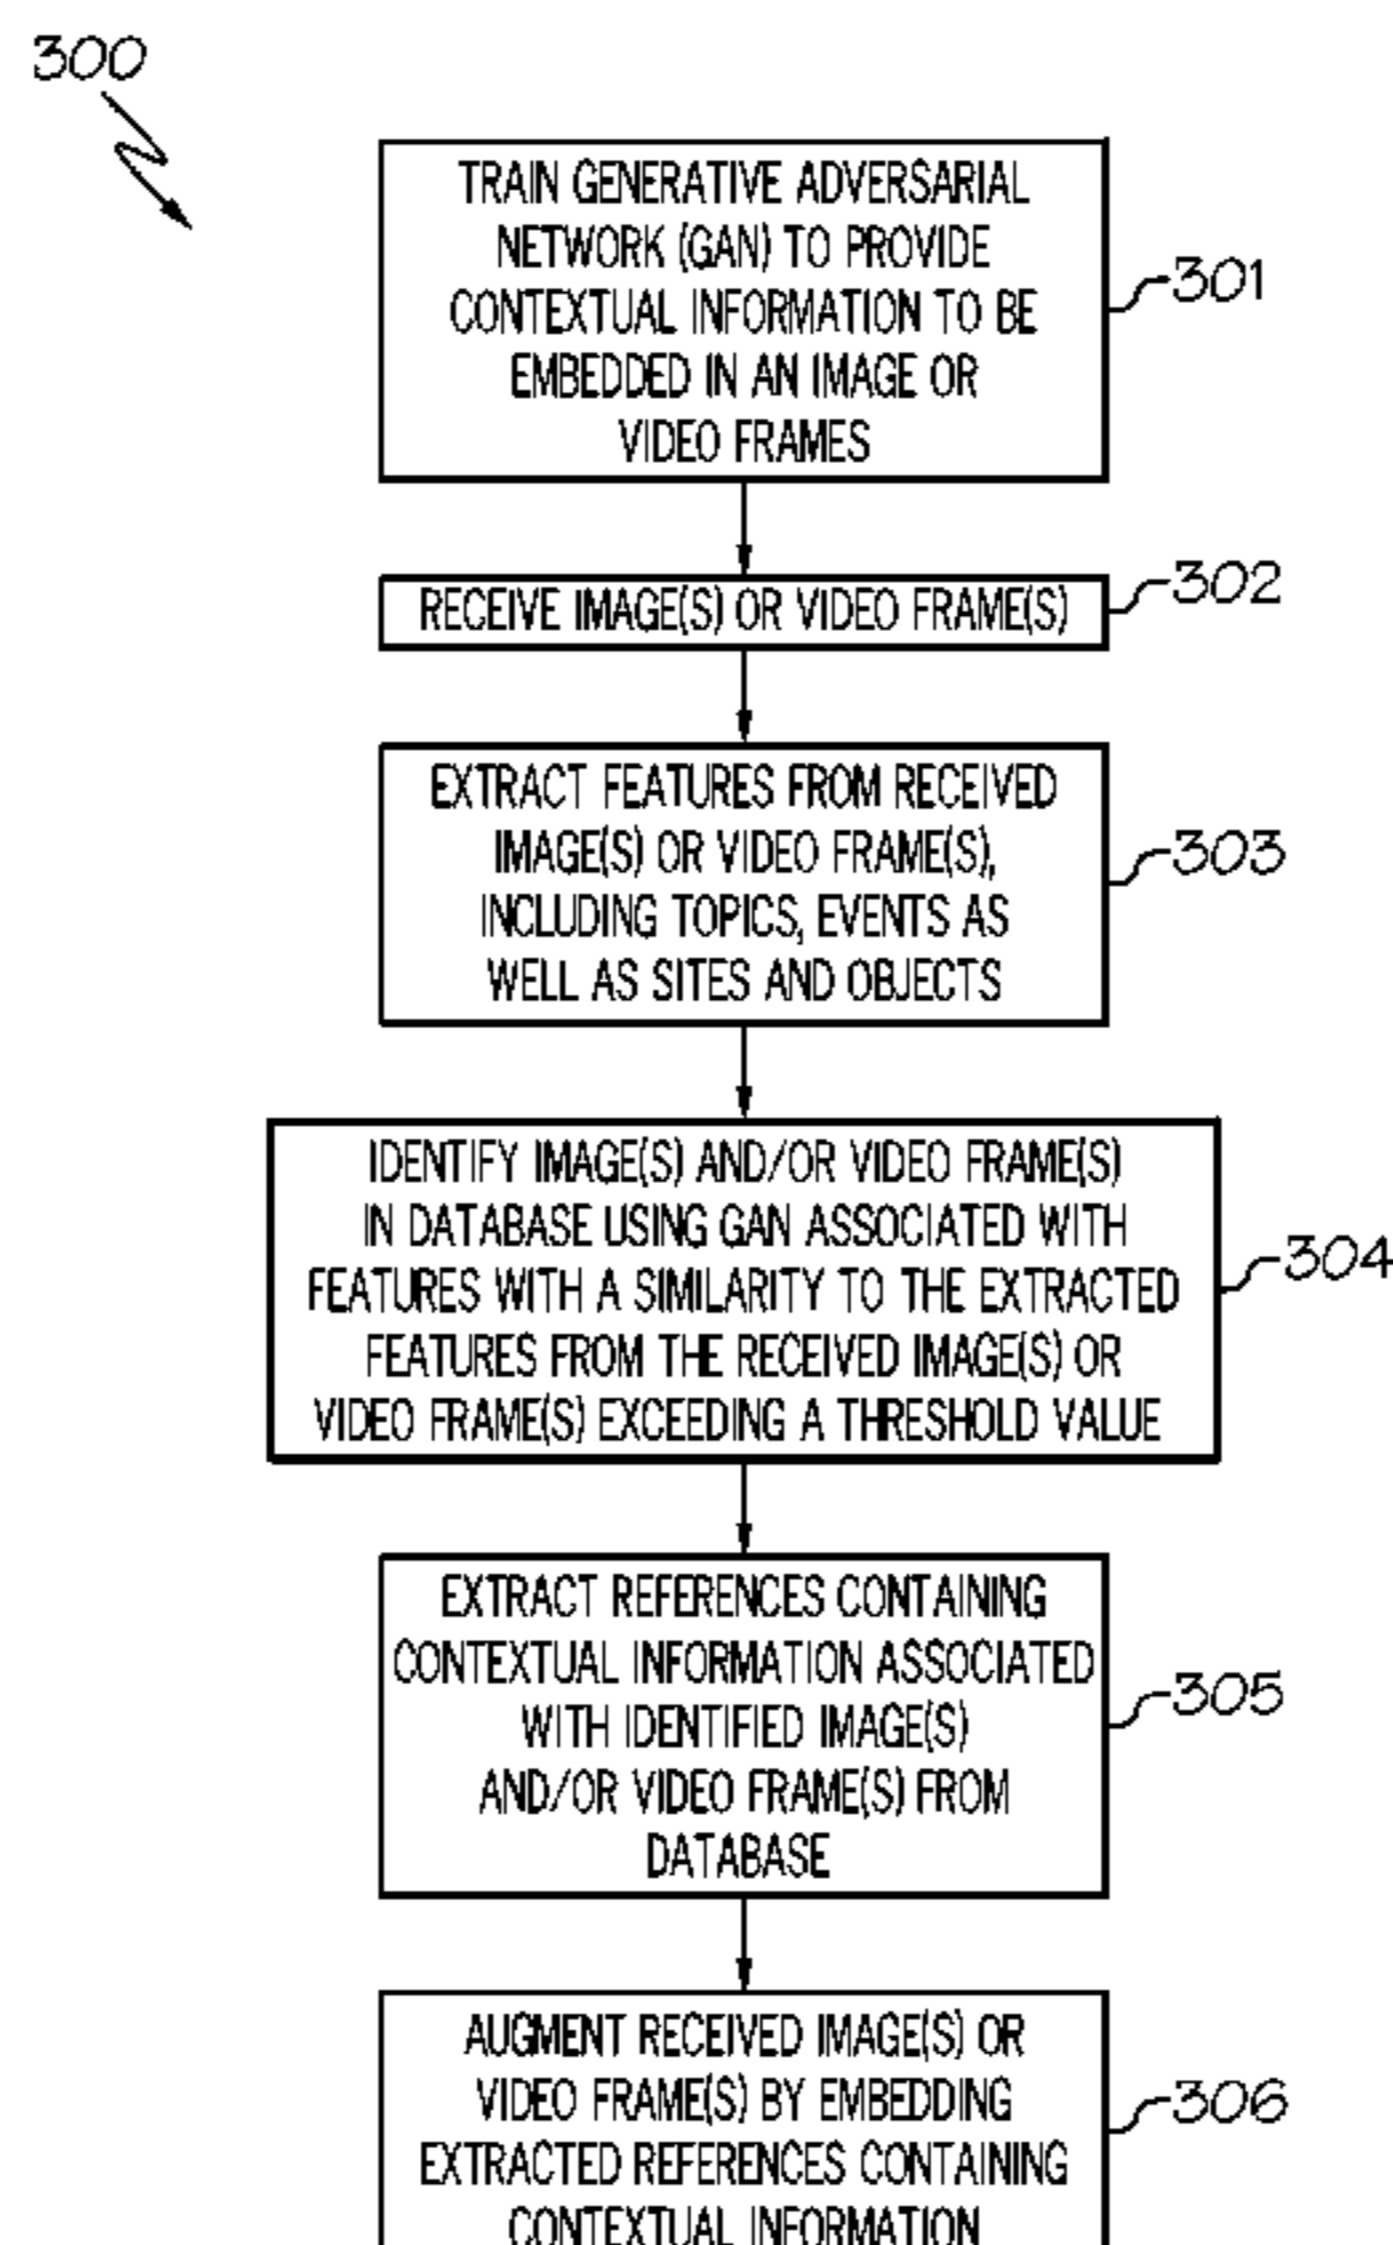 300
TRAIN GENERATIVE ADVERSARIAL
NETWORK (GAN) TO PROVIDE
CONTEXTUAL INFORMATION TO BE
EMBEDDED IN AN IMAGE OR
VIDEO FRAMES
301
RECEIVE IMAGE(S) OR VIDEO FRAME(S)
302
EXTRACT FEATURES FROM RECEIVED
IMAGE(S) OR VIDEO FRAME(S),
INCLUDING TOPICS, EVENTS AS
WELL AS SITES AND OBJECTS
303
IDENTIFY IMAGE(S) AND/OR VIDEO FRAME(S)
IN DATABASE USING GAN ASSOCIATED WITH
FEATURES WITH A SIMILARITY TO THE EXTRACTED
FEATURES FROM THE RECEIVED IMAGE(S) OR
VIDEO FRAME(S) EXCEEDING A THRESHOLD VALUE
304
EXTRACT REFERENCES CONTAINING
CONTEXTUAL INFORMATION ASSOCIATED
WITH IDENTIFIED IMAGE(S)
AND/OR VIDEO FRAME(S) FROM
DATABASE
305
AUGMENT RECEIVED IMAGE(S) OR
VIDEO FRAME(S) BY EMBEDDING
EXTRACTED REFERENCES CONTAINING
CONTEXTUAL INFORMATION
306